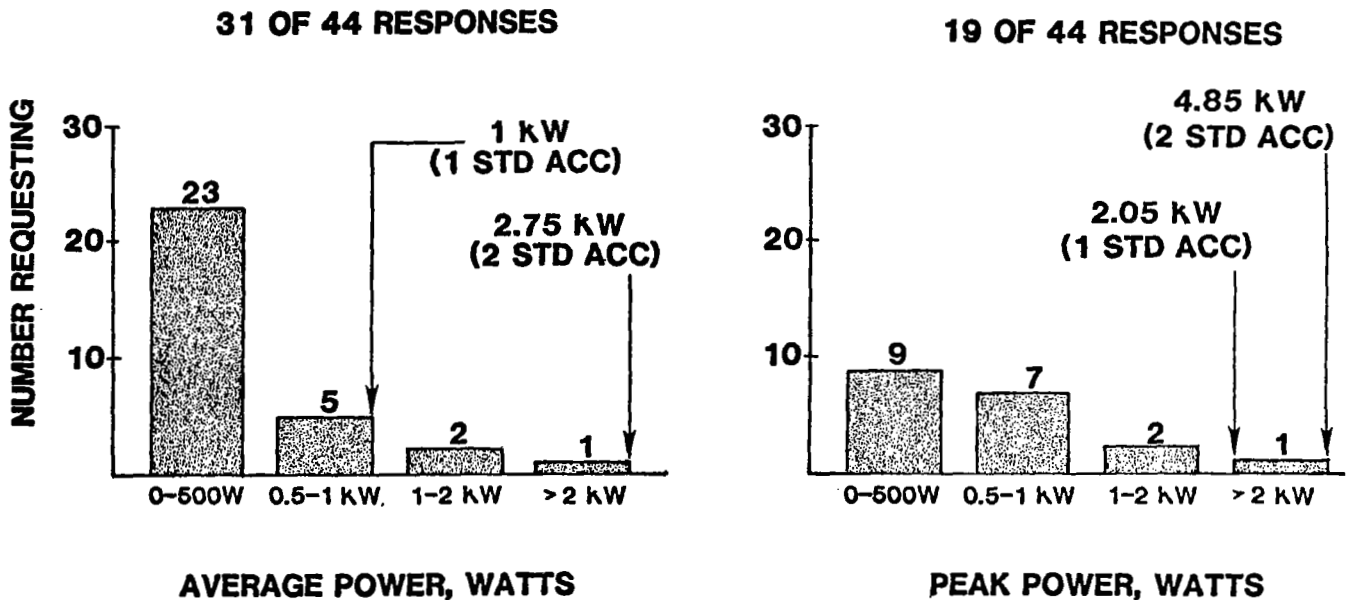 31 OF 44 RESPONSES
NUMBER REQUESTING
30
20
10
23
5
2
1
1 KW
(1 STD ACC)
2.75 KW
(2 STD ACC)
0-500W
0.5-1 KW.
1-2 KW
> 2 KW
AVERAGE POWER, WATTS
19 OF 44 RESPONSES
30
20
10
9
7
2
1
4.85 KW
(2 STD ACC)
2.05 KW
(1 STD ACC)
0-500W
0.5-1 KW
1-2 KW
> 2 KW
PEAK POWER, WATTS